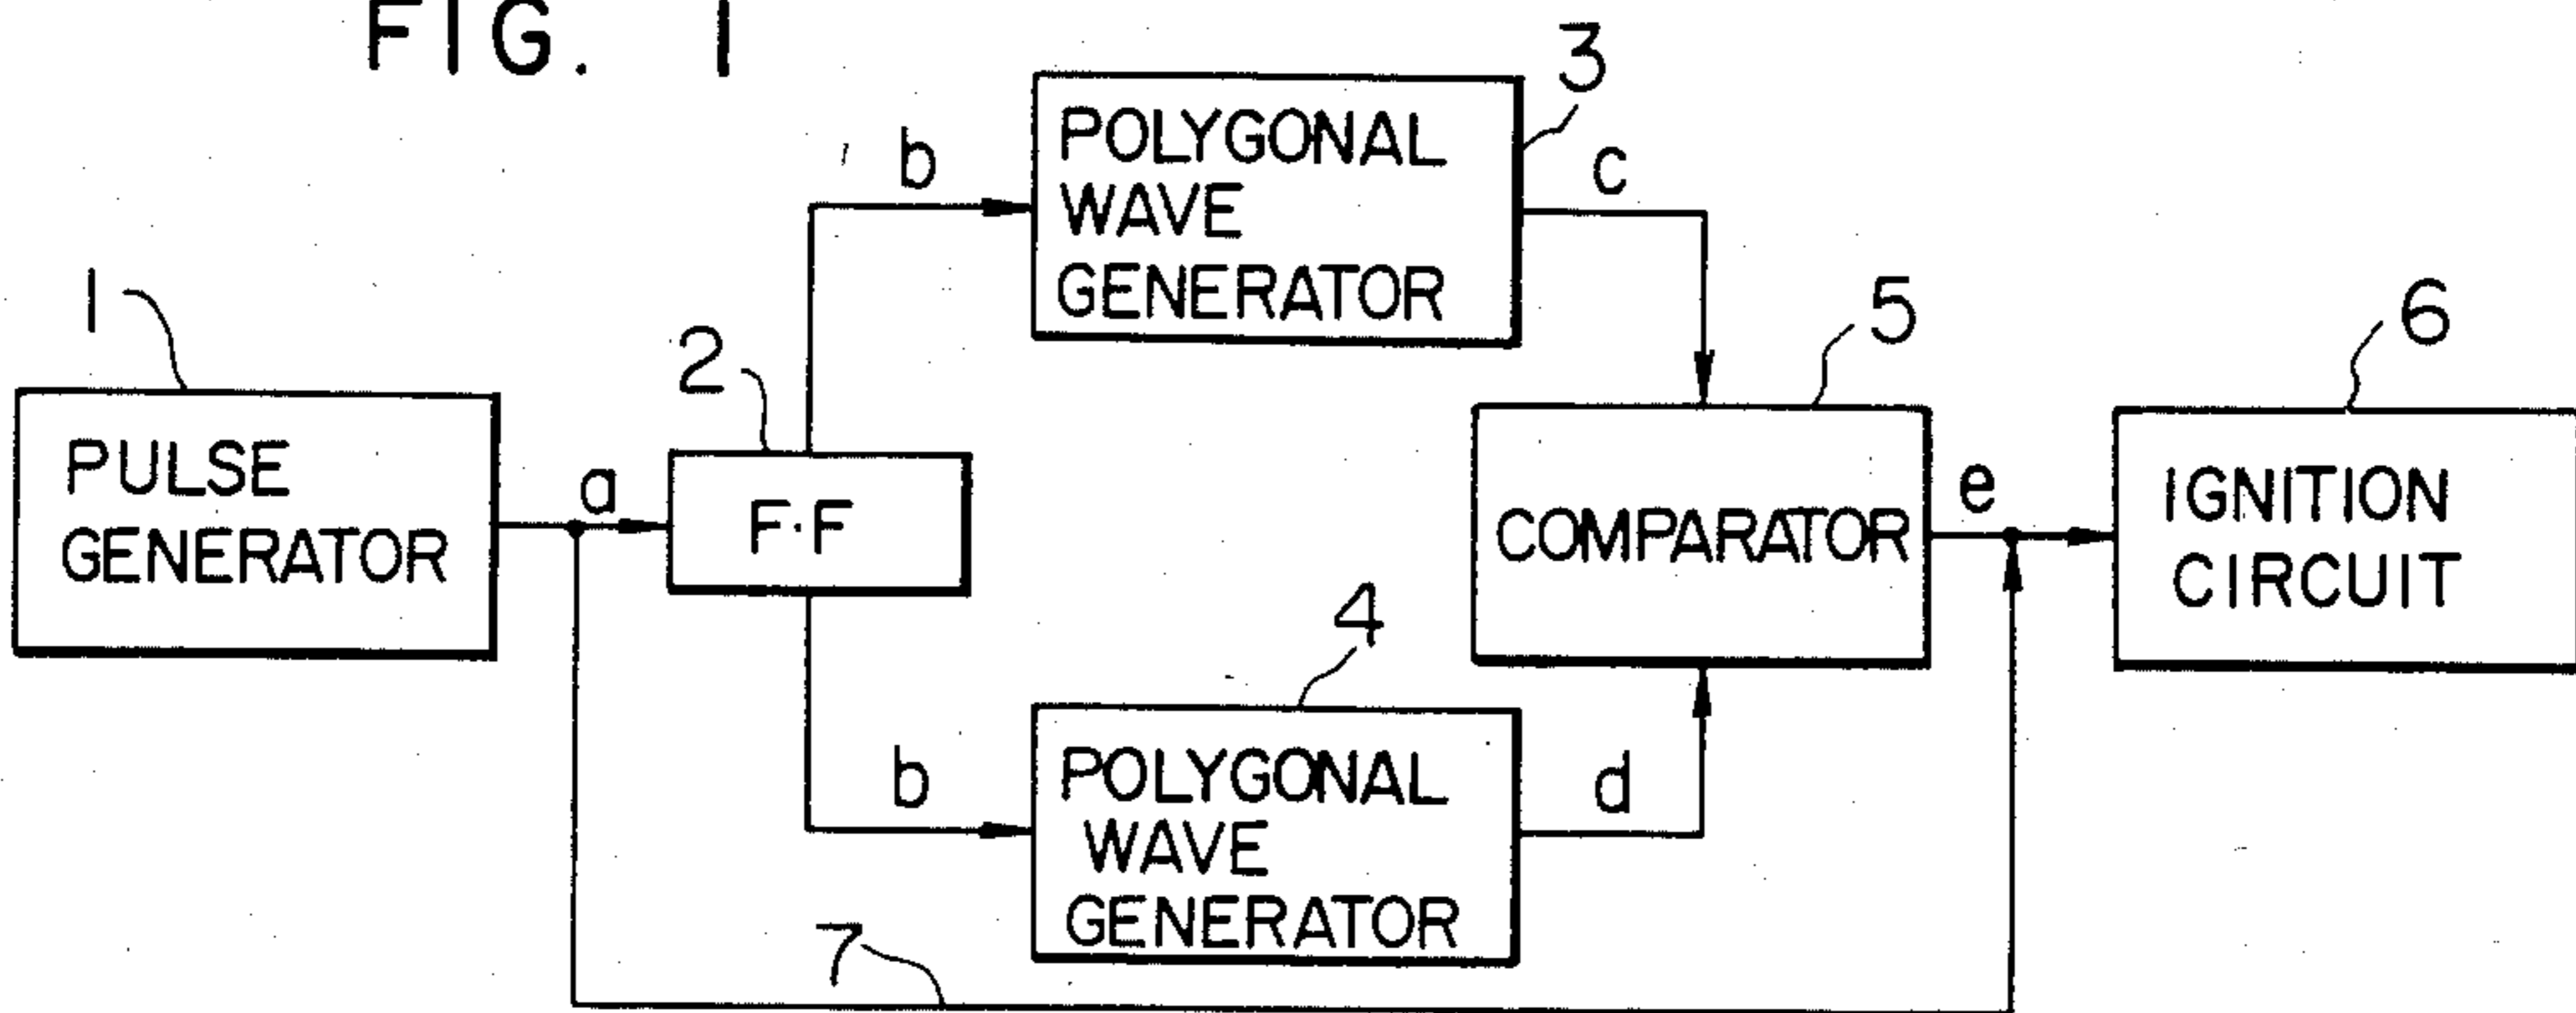 FIG. 1
3
POLYGONAL
WAVE
GENERATOR
b
c
1
PULSE
GENERATOR
2
a
F·F
5
COMPARATOR
e
6
IGNITION
CIRCUIT
4
POLYGONAL
WAVE
GENERATOR
b
d
7